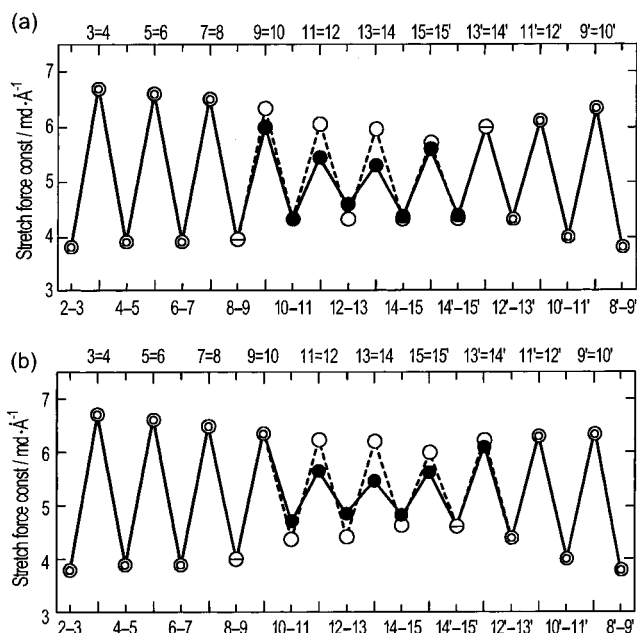 (a)
3=4 5=6 7=8 9=10 11=12 13=14 15=15' 13'=14' 11'=12' 9'=10'
Stretch force const / md·Å⁻¹
7
6
5
4
3
2–3 4–5 6–7 8–9 10–11 12–13 14–15 14'–15' 12'–13' 10'–11' 8'–9'
(b)
3=4 5=6 7=8 9=10 11=12 13=14 15=15' 13'=14' 11'=12' 9'=10'
Stretch force const / md·Å⁻¹
7
6
5
4
3
2–3 4–5 6–7 8–9 10–11 12–13 14–15 14'–15' 12'–13' 10'–11' 8'–9'